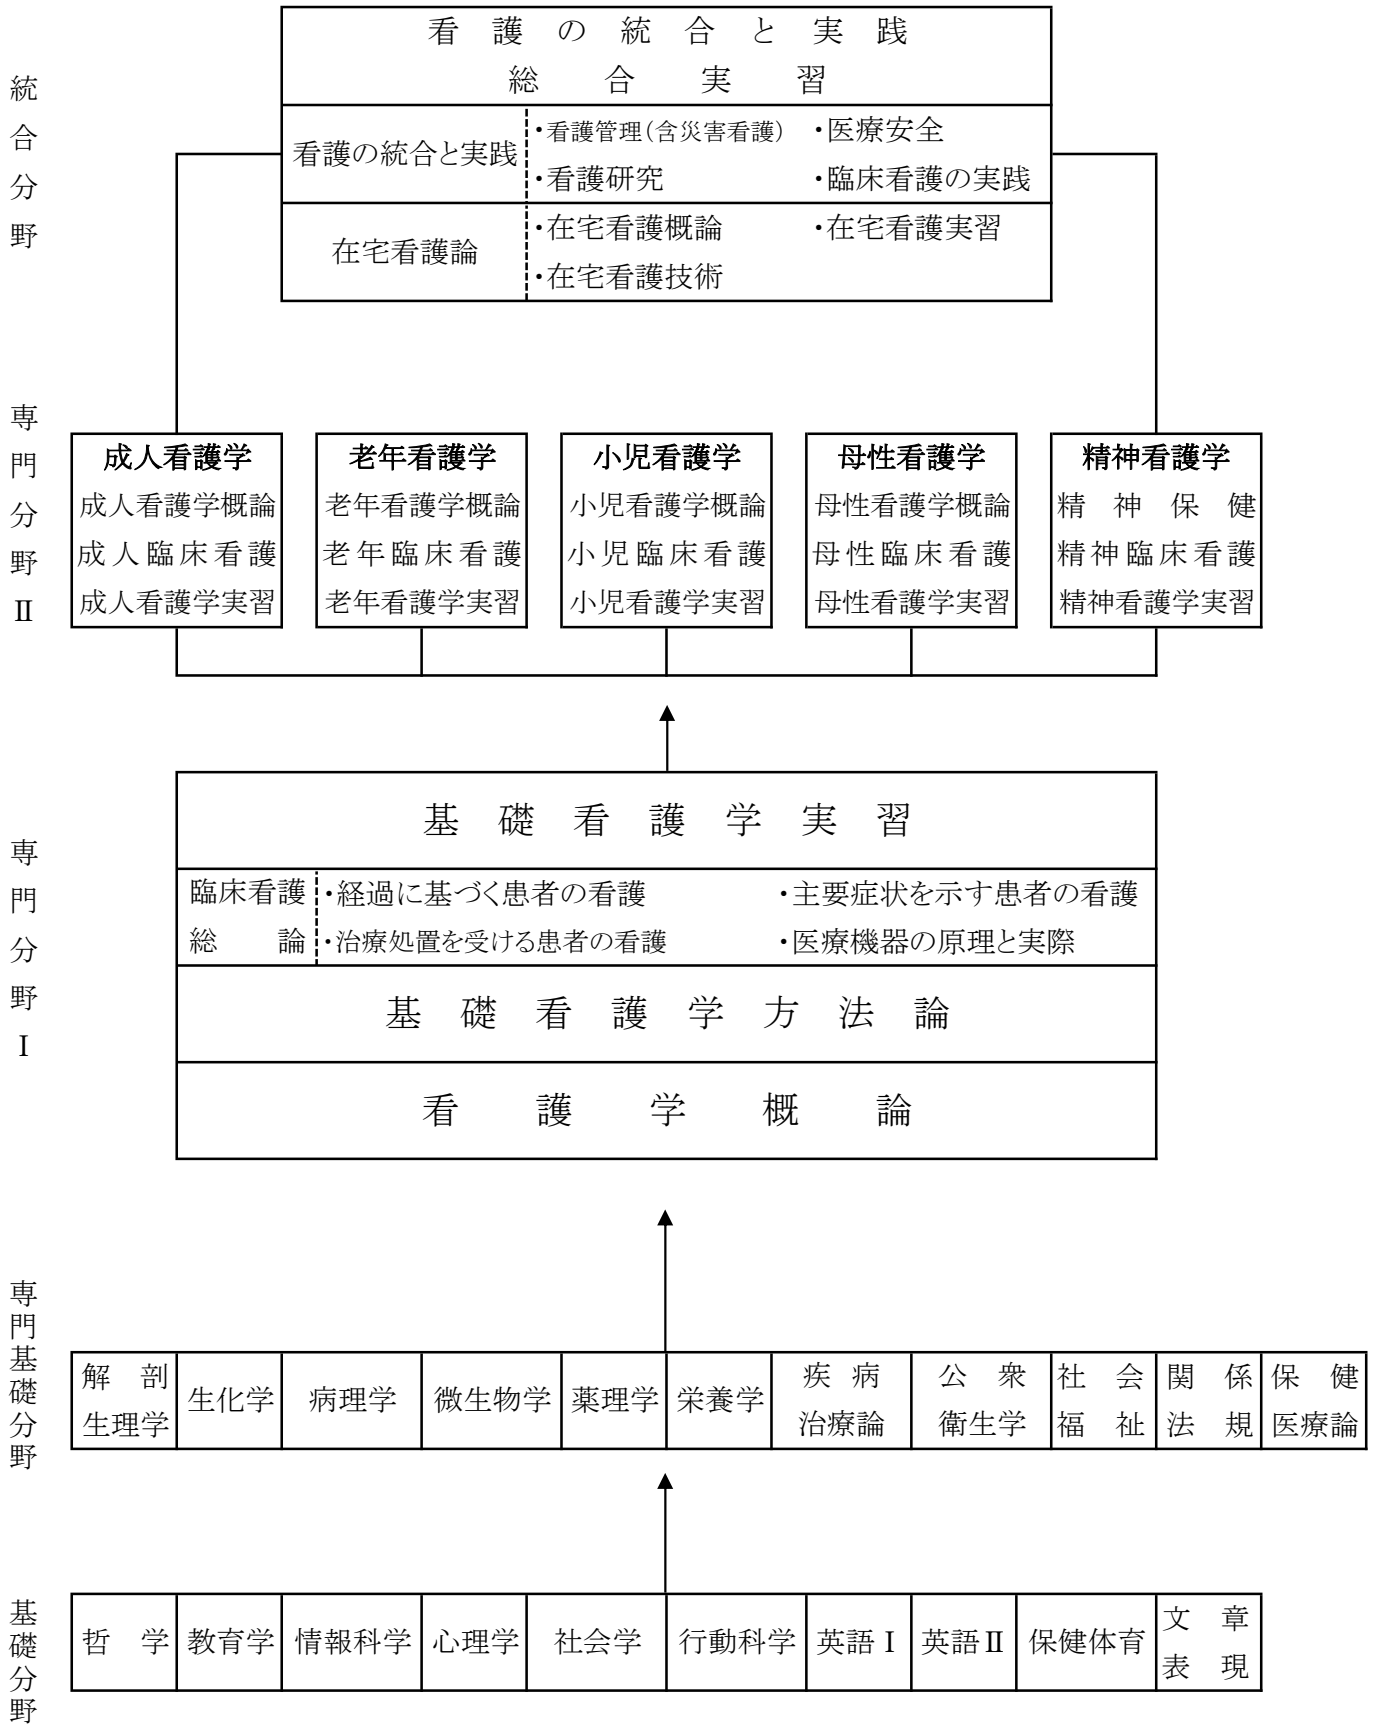 統合分野
看護の統合と実践
総合実習
看護の統合と実践
・看護管理(含災害看護) ・医療安全
・看護研究 ・臨床看護の実践
在宅看護論
・在宅看護概論 ・在宅看護実習
・在宅看護技術
専門分野Ⅱ
成人看護学
成人看護学概論
成人臨床看護
成人看護学実習
老年看護学
老年看護学概論
老年臨床看護
老年看護学実習
小児看護学
小児看護学概論
小児臨床看護
小児看護学実習
母性看護学
母性看護学概論
母性臨床看護
母性看護学実習
精神看護学
精神保健
精神臨床看護
精神看護学実習
専門分野Ⅰ
基礎看護学実習
臨床看護
総論
・経過に基づく患者の看護 ・主要症状を示す患者の看護
・治療処置を受ける患者の看護 ・医療機器の原理と実際
基礎看護学方法論
看護学概論
専門基礎分野
解剖
生理学
生化学
病理学
微生物学
薬理学
栄養学
疾病
治療論
公衆
衛生学
社会
福祉
関係
法規
保健
医療論
基礎分野
哲学
教育学
情報科学
心理学
社会学
行動科学
英語Ⅰ
英語Ⅱ
保健体育
文章
表現